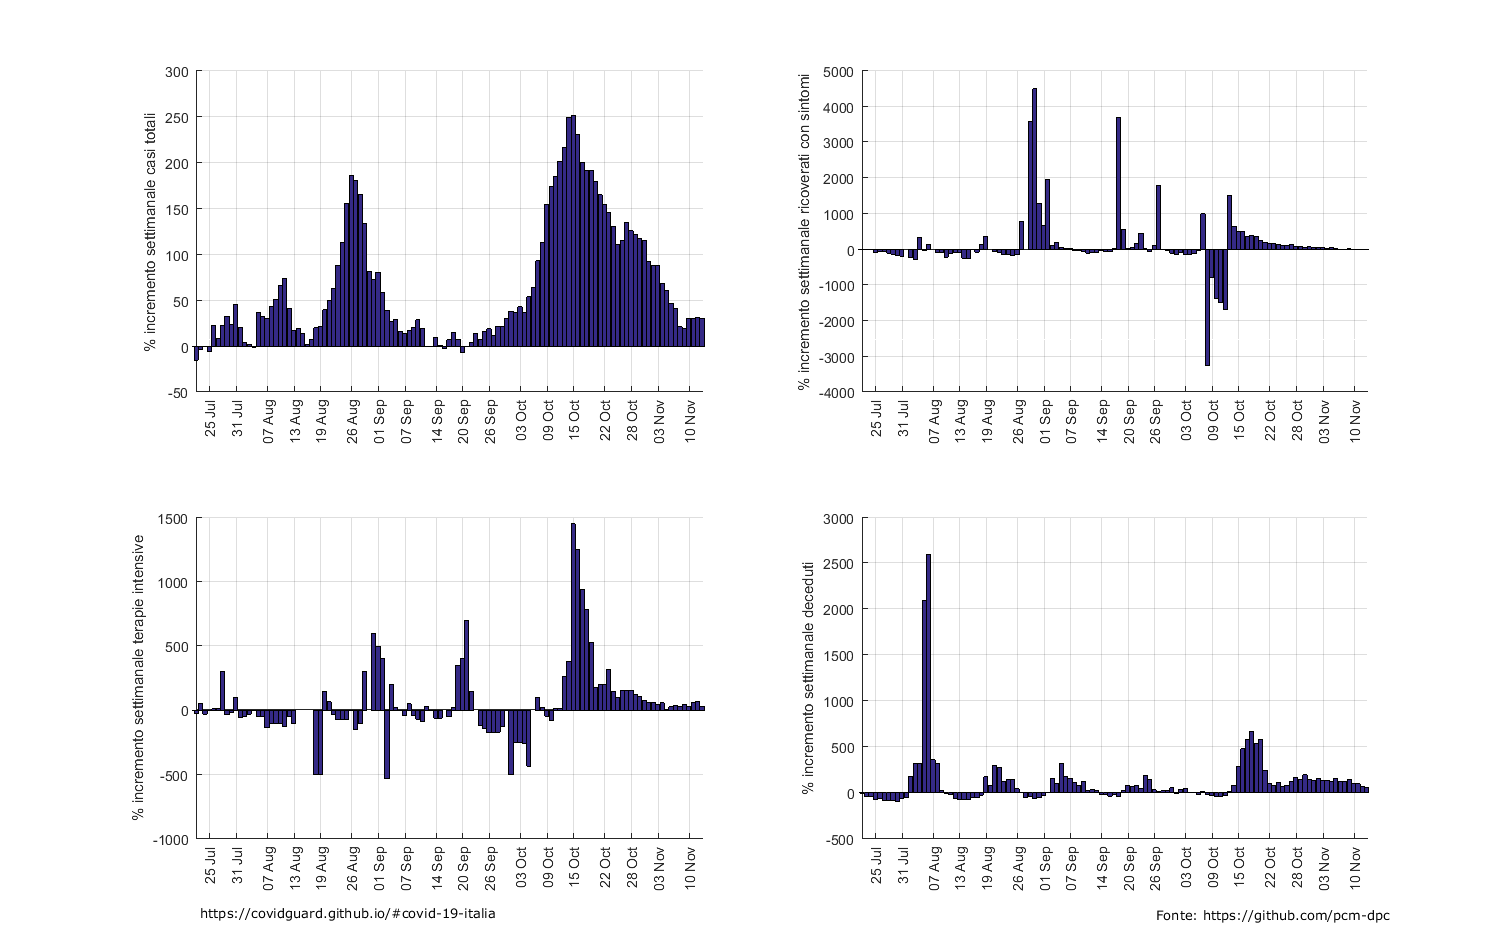 % incremento settimanale casi totali
300
250
200
150
100
50
0
-50
25 Jul
31 Jul
07 Aug
13 Aug
19 Aug
26 Aug
01 Sep
07 Sep
14 Sep
20 Sep
26 Sep
03 Oct
09 Oct
15 Oct
22 Oct
28 Oct
03 Nov
10 Nov
% incremento settimanale ricoverati con sintomi
5000
4000
3000
2000
1000
0
-1000
-2000
-3000
-4000
25 Jul
31 Jul
07 Aug
13 Aug
19 Aug
26 Aug
01 Sep
07 Sep
14 Sep
20 Sep
26 Sep
03 Oct
09 Oct
15 Oct
22 Oct
28 Oct
03 Nov
10 Nov
% incremento settimanale terapie intensive
1500
1000
500
0
-500
-1000
25 Jul
31 Jul
07 Aug
13 Aug
19 Aug
26 Aug
01 Sep
07 Sep
14 Sep
20 Sep
26 Sep
03 Oct
09 Oct
15 Oct
22 Oct
28 Oct
03 Nov
10 Nov
% incremento settimanale deceduti
3000
2500
2000
1500
1000
500
0
-500
25 Jul
31 Jul
07 Aug
13 Aug
19 Aug
26 Aug
01 Sep
07 Sep
14 Sep
20 Sep
26 Sep
03 Oct
09 Oct
15 Oct
22 Oct
28 Oct
03 Nov
10 Nov
https://covidguard.github.io/#covid-19-italia
Fonte: https://github.com/pcm-dpc